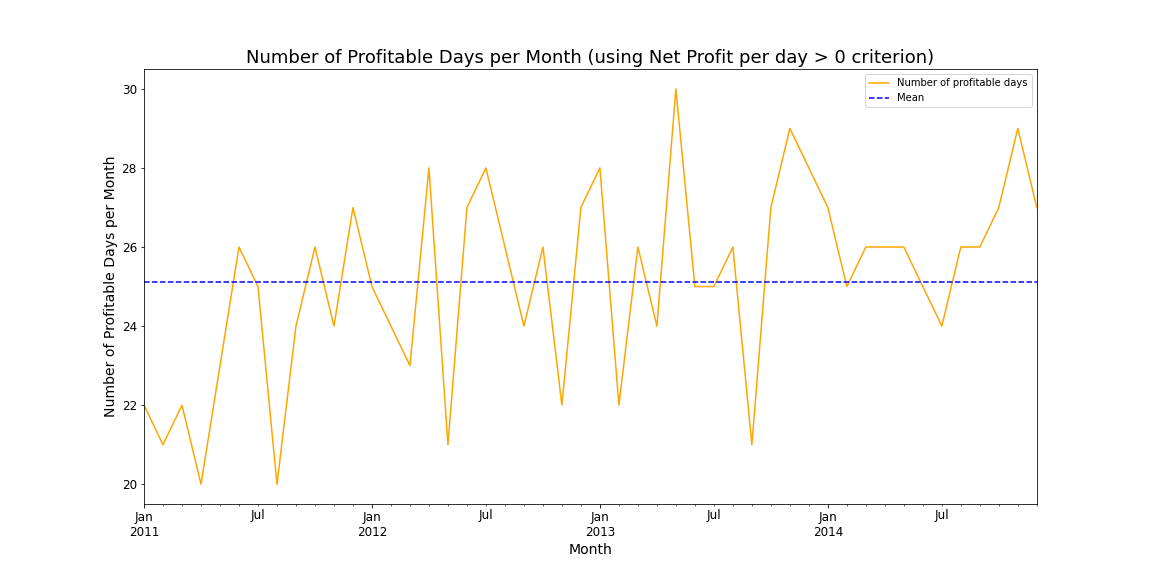 Number of Profitable Days per Month (using Net Profit per day > 0 criterion)
Number of profitable days
Mean
Number of Profitable Days per Month
30
28
26
24
22
20
Jan Jul Jan Jul Jan Jul Jan Jul
2011 2012 2013 2014
Month